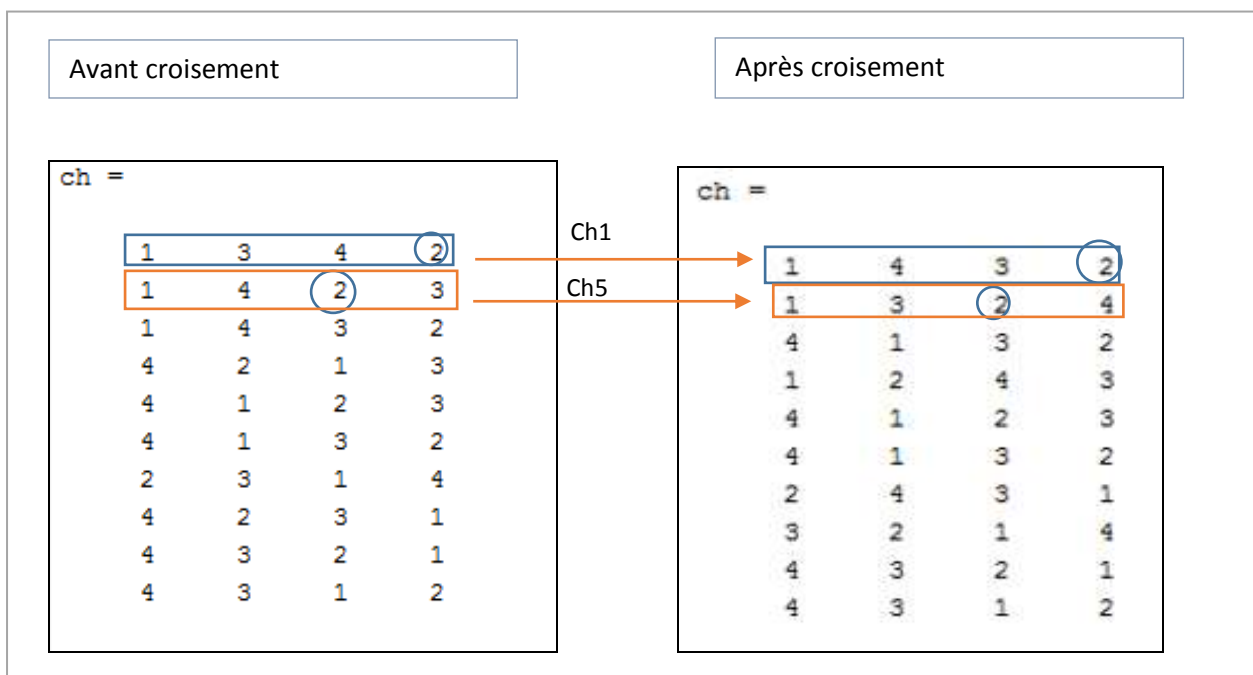 Avant croisement
Après croisement
ch =
1 3 4 2
1 4 2 3
1 4 3 2
4 2 1 3
4 1 2 3
4 1 3 2
2 3 1 4
4 2 3 1
4 3 2 1
4 3 1 2
Ch1
Ch5
ch =
1 4 3 2
1 3 2 4
4 1 3 2
1 2 4 3
4 1 2 3
4 1 3 2
2 4 3 1
3 2 1 4
4 3 2 1
4 3 1 2